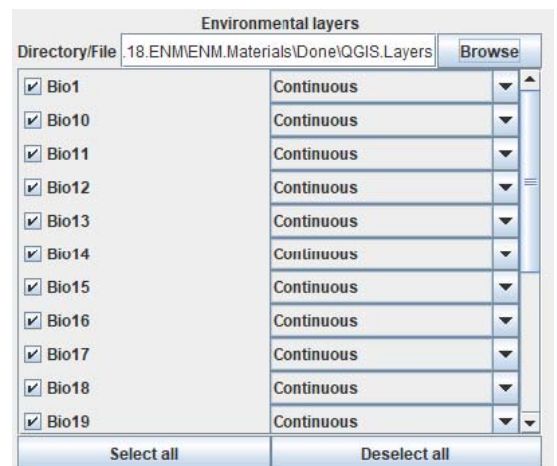 Environmental layers
Directory/File .18.ENM\ENM.Materials\Done\QGIS.Layers Browse
Bio1 Continuous
Bio10 Continuous
Bio11 Continuous
Bio12 Continuous
Bio13 Continuous
Bio14 Continuous
Bio15 Continuous
Bio16 Continuous
Bio17 Continuous
Bio18 Continuous
Bio19 Continuous
Select all Deselect all